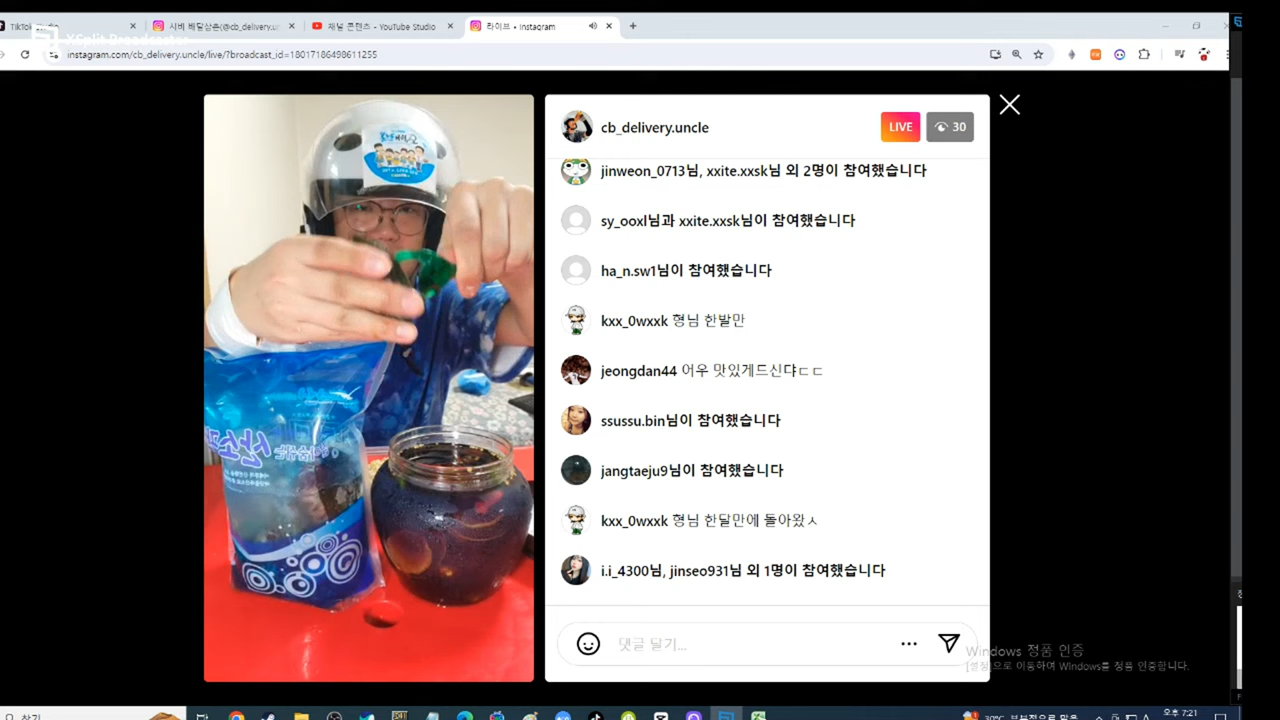 시비 배달삼촌(@cb_delivery.un
채널 콘텐츠 - YouTube Studio
라이브 • Instagram
XSplit Broadcaster
instagram.com/cb_delivery.uncle/live/?broadcast_id=18017186498611255
cb_delivery.uncle
LIVE
30
jinweon_0713님, xxite.xxsk님 외 2명이 참여했습니다
sy_ooxl님과 xxite.xxsk님이 참여했습니다
ha_n.sw1님이 참여했습니다
kxx_0wxxk 형님 한발만
jeongdan44 어우 맛있게드신댜ㄷㄷ
ssussu.bin님이 참여했습니다
jangtaeju9님이 참여했습니다
kxx_0wxxk 형님 한달만에 돌아왔ㅅ
i.i_4300님, jinseo931님 외 1명이 참여했습니다
댓글 달기...
Windows 정품 인증
[설정]으로 이동하여 Windows를 정품 인증합니다.
찾기
30°C
오후 7:21